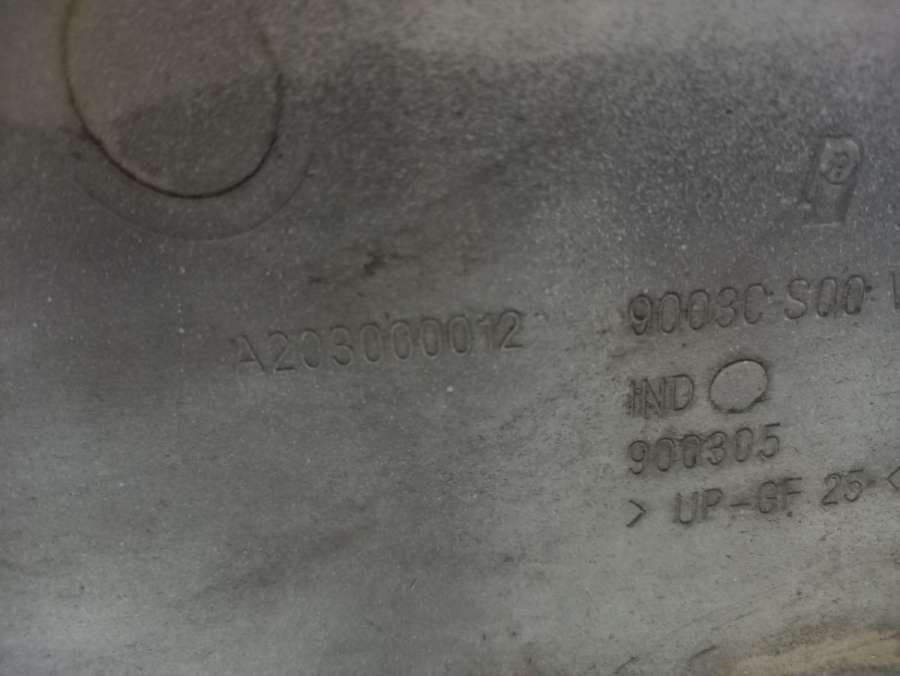 A203000012
9003C S00
IND
900305
> UP-GF 25 <